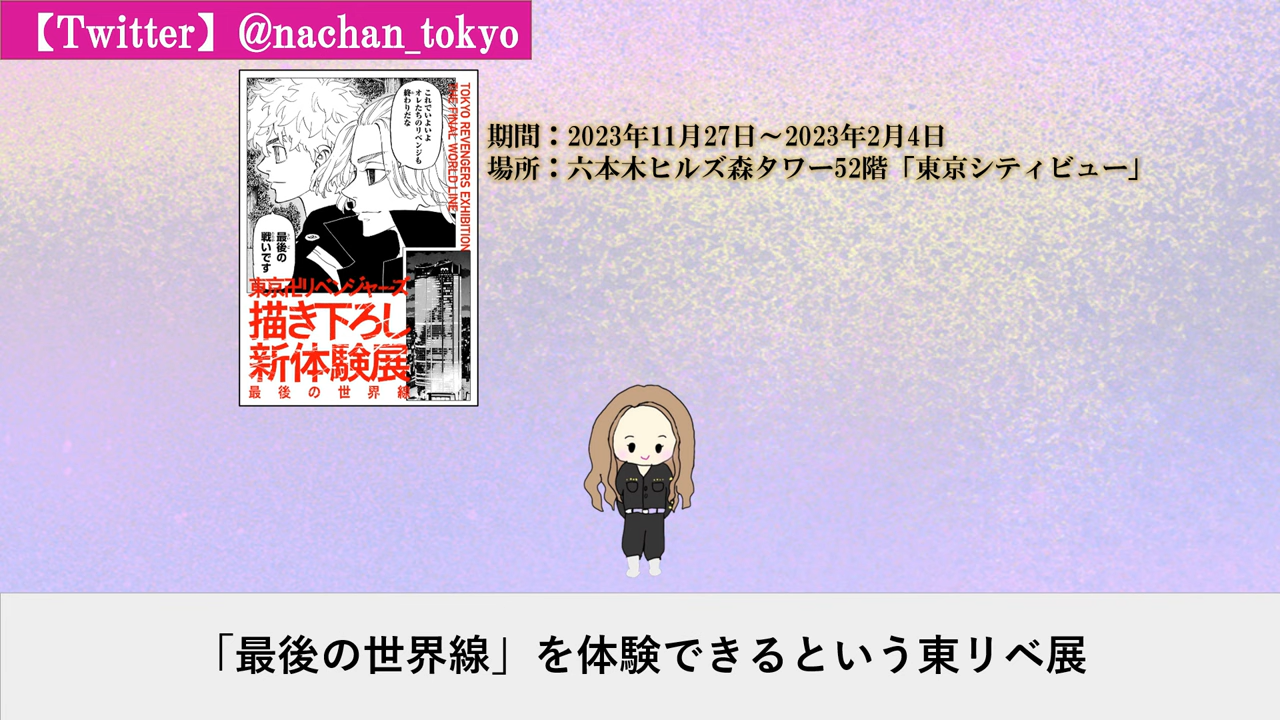 【Twitter】@nachan_tokyo
これでいよいよ
オレたちのリベンジも
終わりだな
TOKYO REVENGERS EXHIBITION
THE FINAL WORLD LINE
最後の
戦いです
東京卍リベンジャーズ
描き下ろし
新体験展
最後の世界線
期間：2023年11月27日～2023年2月4日
場所：六本木ヒルズ森タワー52階「東京シティビュー」
「最後の世界線」を体験できるという東リベ展